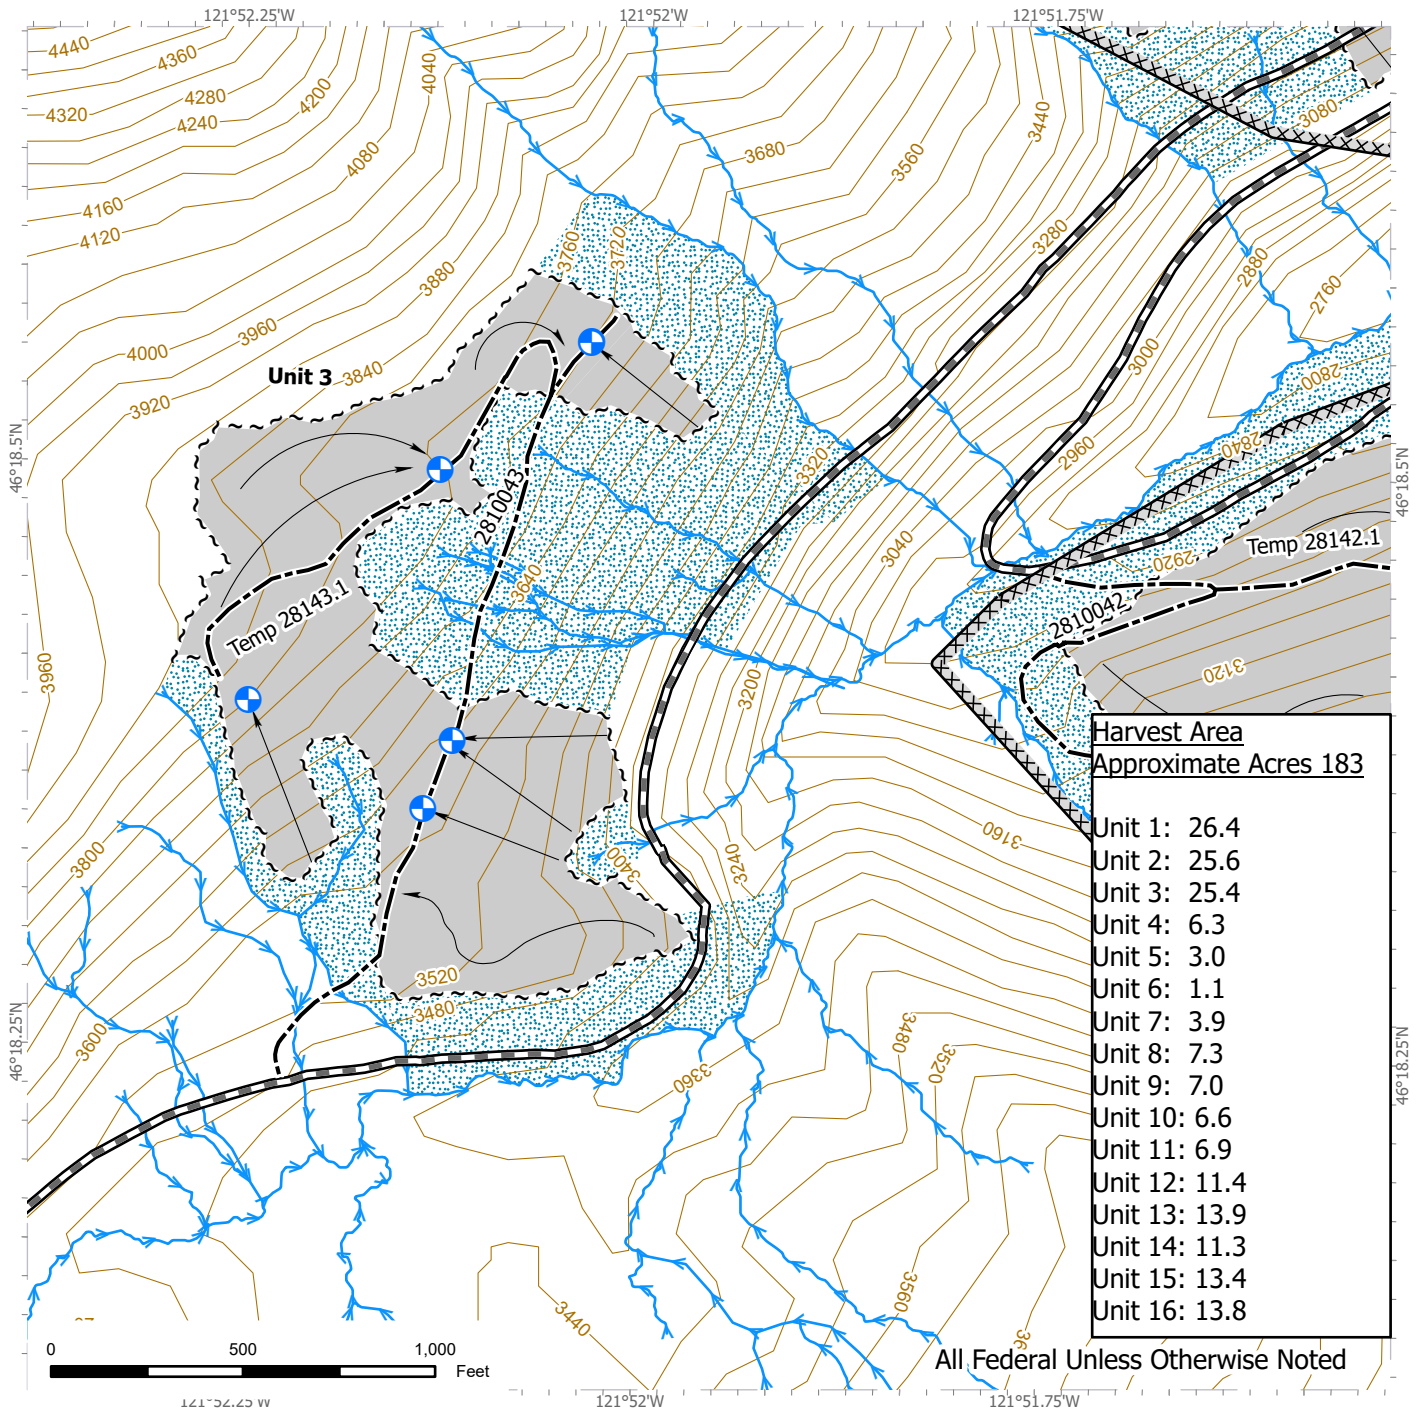 121°52.25'W
121°52'W
121°51.75'W
4440
4360
4280
4200
4320
4240
4040
4080
4160
4120
3680
3560
3440
3080
3280
2880
2760
3880
3760
3720
3960
4000
3840
3920
Unit 3
3000
2800
2840
2960
3320
46°18.5'N
46°18.5'N
2810043
3040
3640
2920
Temp 28142.1
Temp 28143.1
2810042
3960
3200
3120
3160
3800
3240
3400
3520
3480
3600
3360
3480
3520
3560
3440
36
46°18.25'N
46°18.25'N
Harvest Area
Approximate Acres 183
Unit 1: 26.4
Unit 2: 25.6
Unit 3: 25.4
Unit 4: 6.3
Unit 5: 3.0
Unit 6: 1.1
Unit 7: 3.9
Unit 8: 7.3
Unit 9: 7.0
Unit 10: 6.6
Unit 11: 6.9
Unit 12: 11.4
Unit 13: 13.9
Unit 14: 11.3
Unit 15: 13.4
Unit 16: 13.8
0 500 1,000
Feet
All Federal Unless Otherwise Noted
121°52.25'W
121°52'W
121°51.75'W